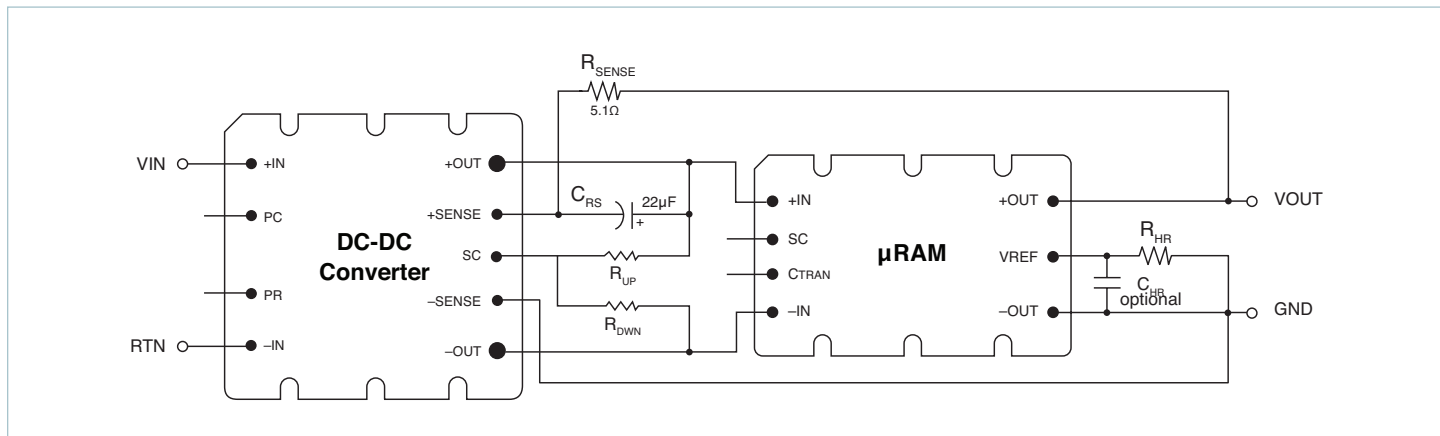 RSENSE
5.1Ω
VIN
+IN
PC
PR
RTN
–IN
DC-DC
Converter
+OUT
+SENSE
SC
–SENSE
–OUT
CRS
22µF
+
RUP
RDWN
+IN
SC
CTRAN
–IN
µRAM
+OUT
VREF
–OUT
RHR
CHR
optional
VOUT
GND